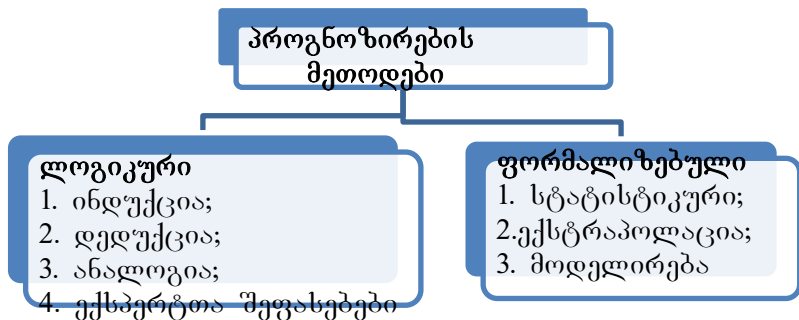 პროგნოზირების
მეთოდები
ლოგიკური
1. ინდუქცია;
2. დედუქცია;
3. ანალოგია;
4. ექსპერტთა შეფასებები
ფორმალიზებული
1. სტატისტიკური;
2.ექსტრაპოლაცია;
3. მოდელირება